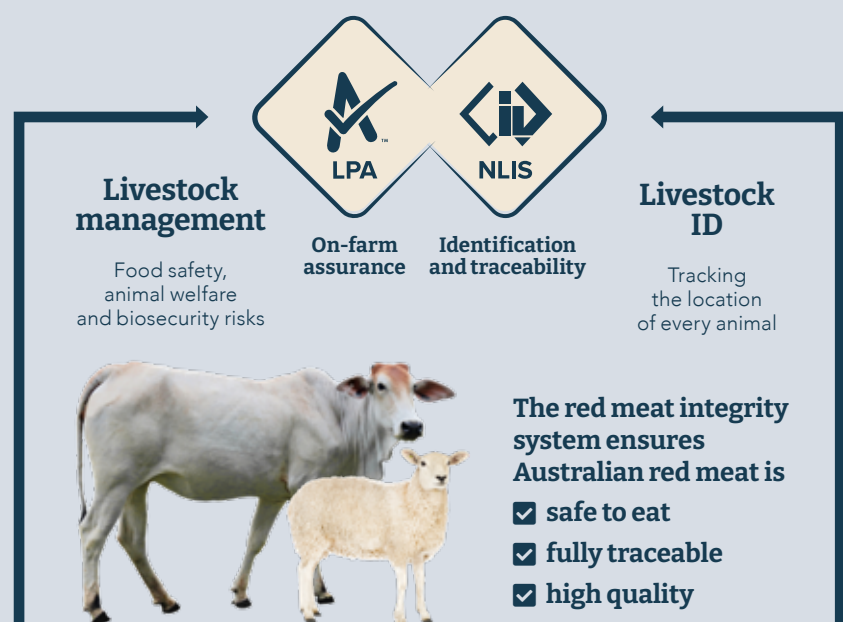 LPA
™
NLIS
Livestock
management
Food safety,
animal welfare
and biosecurity risks
On-farm
assurance
Identification
and traceability
Livestock
ID
Tracking
the location
of every animal
The red meat integrity
system ensures
Australian red meat is
safe to eat
fully traceable
high quality